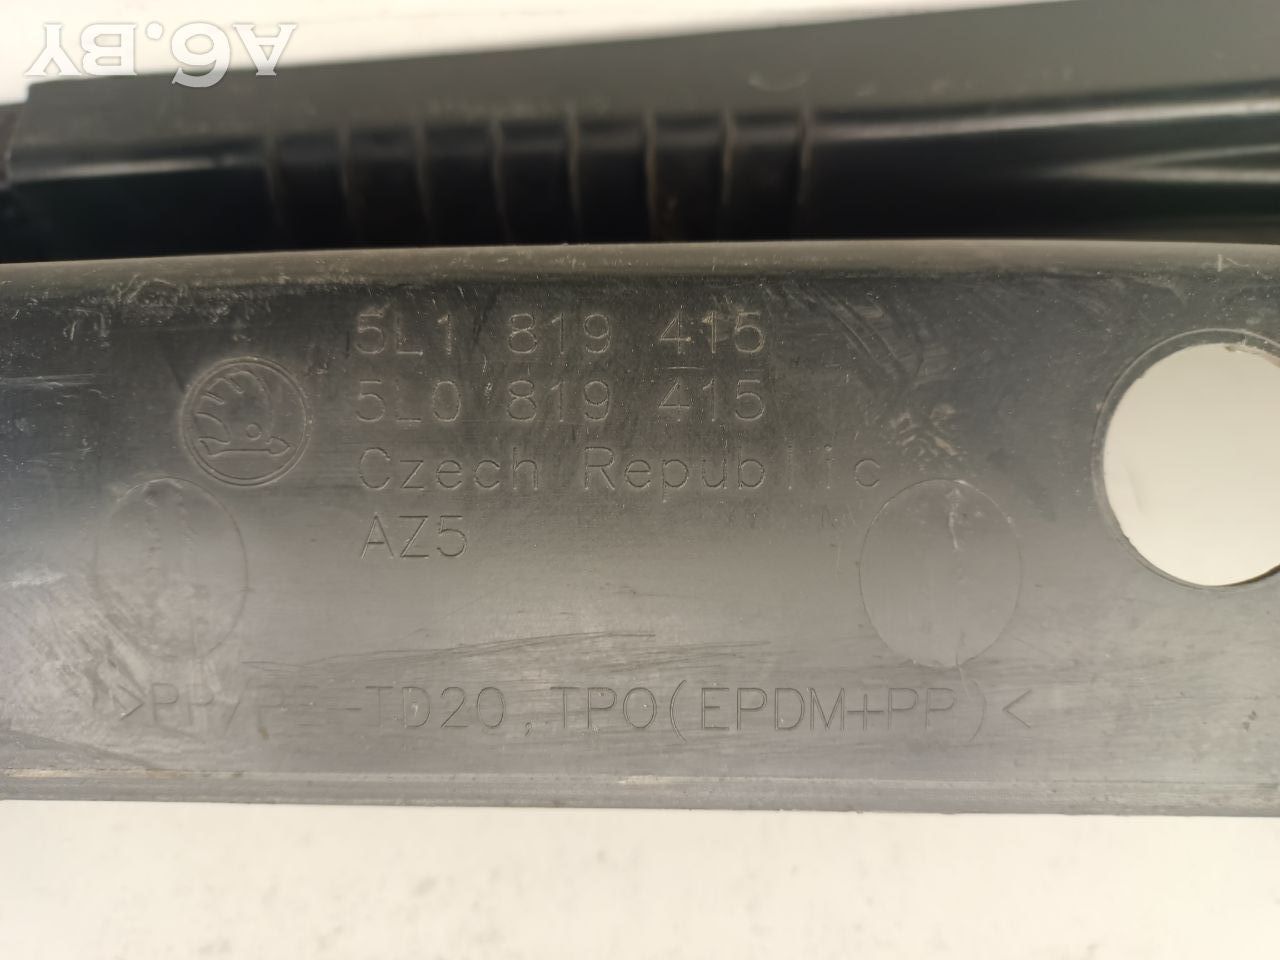 A6.BY
5L1 819 415
5L0 819 415
Czech Republic
AZ5
>PP/PE-TD20,TPO(EPDM+PP)<